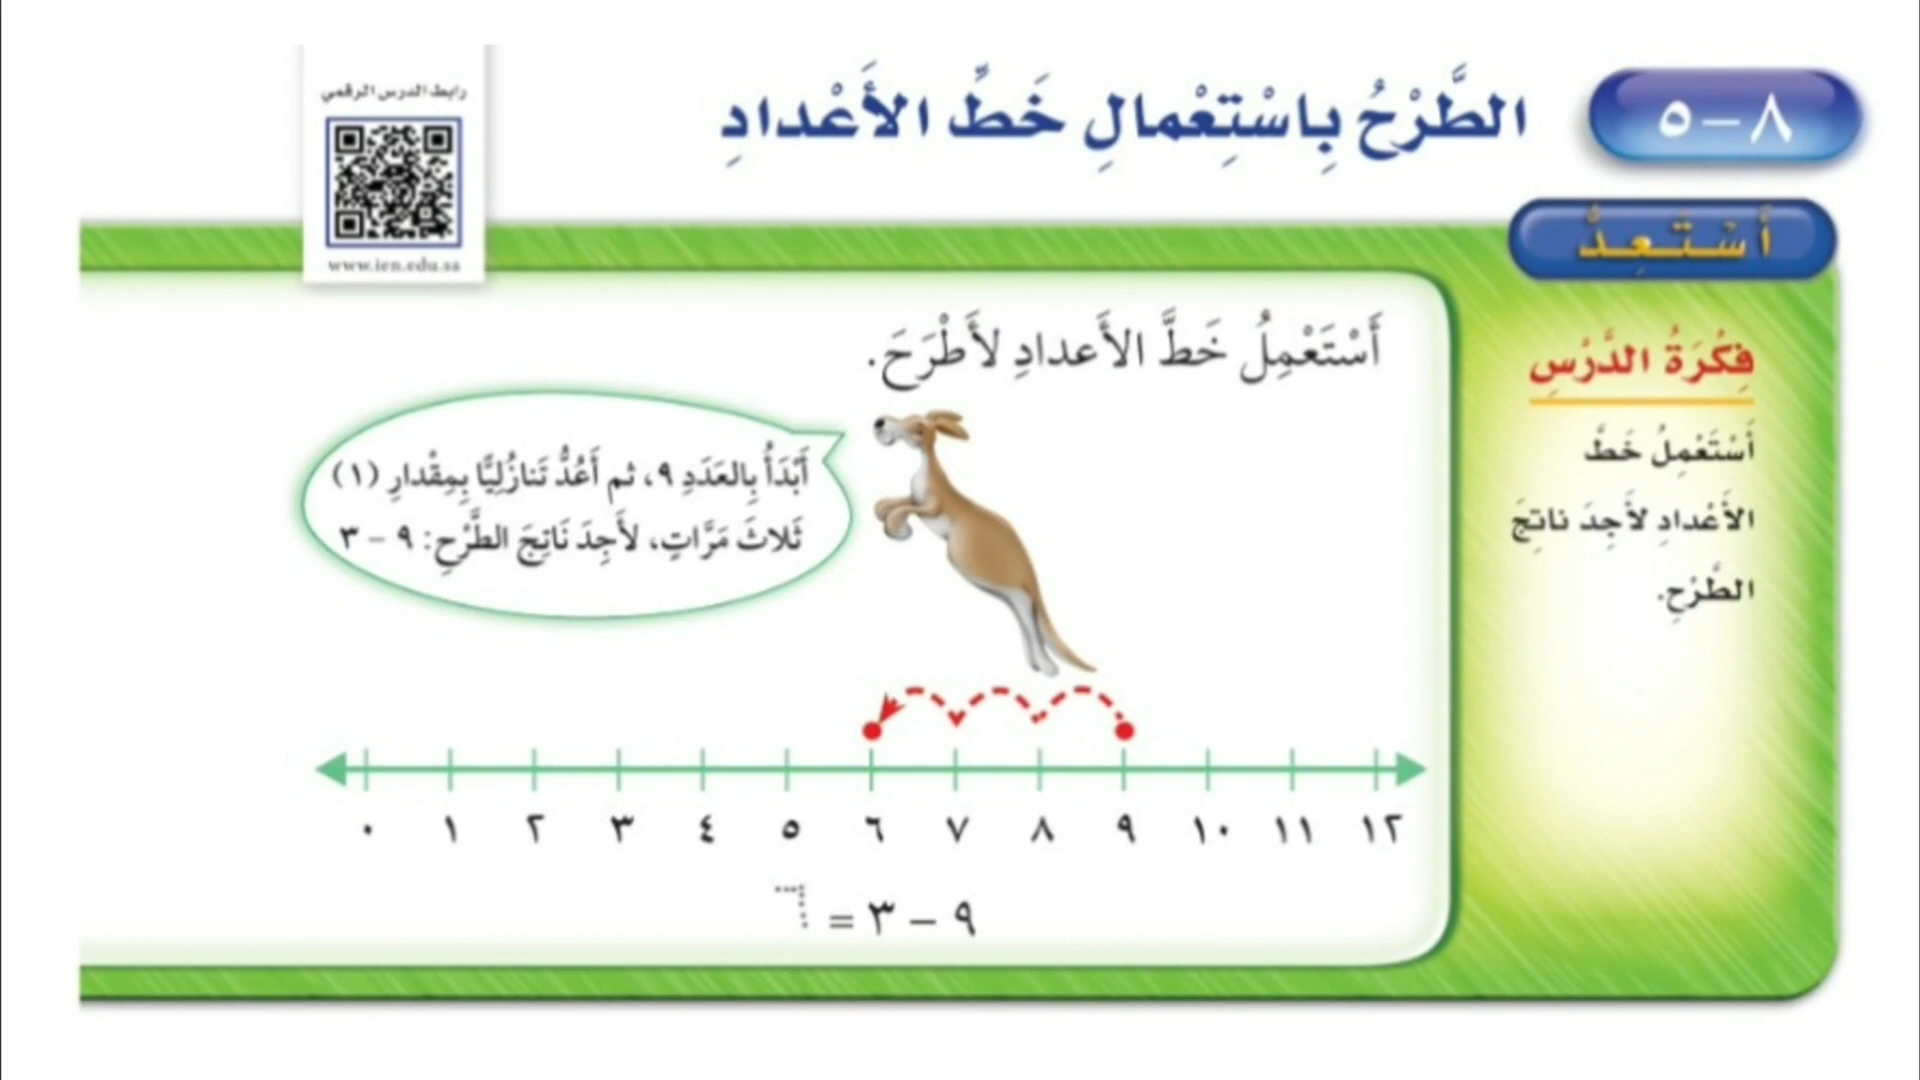 ٨-٥
الطَّرْحُ بِاسْتِعْمالِ خَطِّ الأَعْدادِ
رابط الدرس الرقمي
www.ien.edu.sa
أَسْتَعِدُّ
فِكْرَةُ الدَّرْسِ
أَسْتَعْمِلُ خَطَّ
الأَعْدادِ لأَجِدَ ناتِجَ
الطَّرْحِ.
أَسْتَعْمِلُ خَطَّ الأَعدادِ لأَطْرَحَ.
أَبْدَأُ بِالعَدَدِ ٩، ثم أَعُدُّ تَنازُلِيًّا بِمِقْدارِ (١)
ثَلاثَ مَرَّاتٍ، لأَجِدَ نَاتِجَ الطَّرْحِ: ٩ - ٣
٠ ١ ٢ ٣ ٤ ٥ ٦ ٧ ٨ ٩ ١٠ ١١ ١٢
٩ - ٣ = ٦